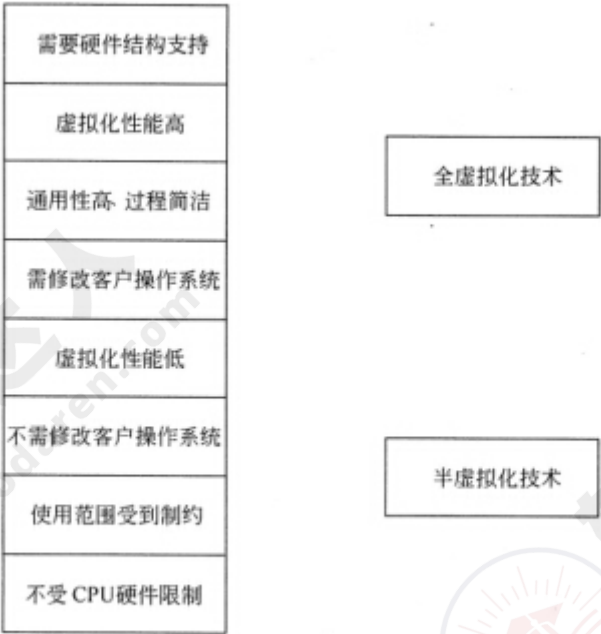 需要硬件结构支持
虚拟化性能高
全虚拟化技术
通用性高、过程简洁
需修改客户操作系统
虚拟化性能低
不需修改客户操作系统
半虚拟化技术
使用范围受到制约
不受CPU硬件限制